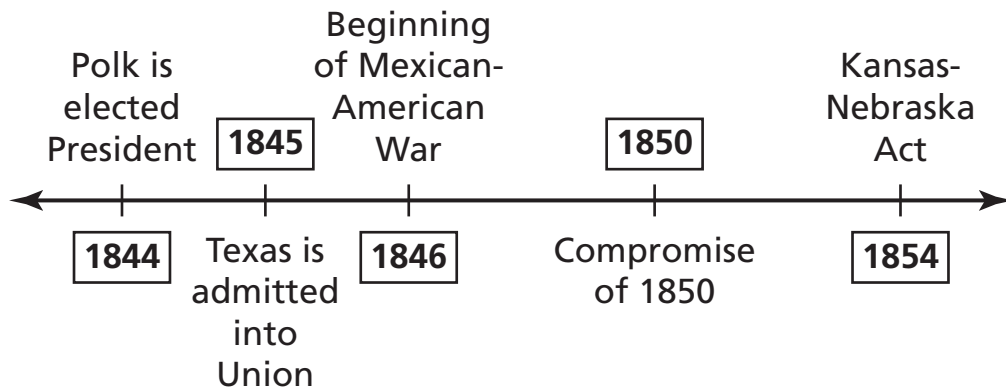 Polk is
elected
President
1844
1845
Texas is
admitted
into
Union
Beginning
of Mexican-
American
War
1846
1850
Compromise
of 1850
Kansas-
Nebraska
Act
1854